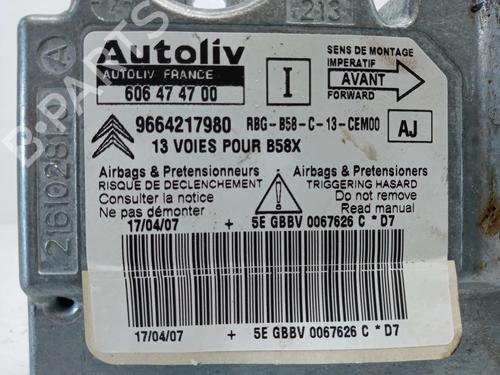 213
Autoliv
AUTOLIV FRANCE
606 47 47 00
I
SENS DE MONTAGE
IMPERATIF
AVANT
FORWARD
9664217980 RBG-B58-C-13-CEM00
AJ
13 VOIES POUR B58X
Airbags & Pretensionners
RISQUE DE DECLENCHEMENT
Consulter la notice
Ne pas démonter
Airbags & Pretensioners
TRIGGERING HASARD
Do not remove
Read manual
17/04/07 + 5E GBBV 0067626 C * D7
17/04/07 + 5E GBBV 0067626 C * D7
A
B-PARTS